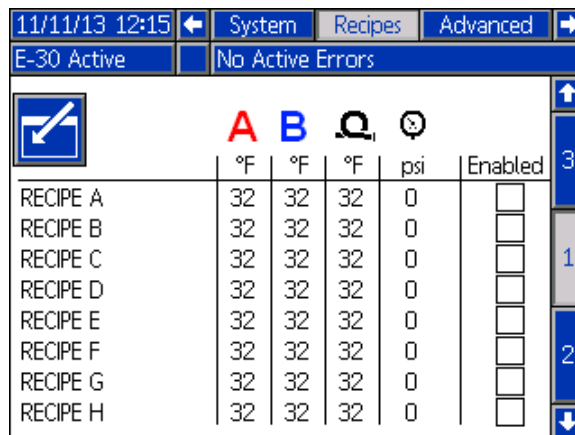 11/11/13 12:15 System Recipes Advanced
E-30 Active No Active Errors
A B
°F °F °F psi Enabled
3
RECIPE A 32 32 32 0
RECIPE B 32 32 32 0
RECIPE C 32 32 32 0
1
RECIPE D 32 32 32 0
RECIPE E 32 32 32 0
RECIPE F 32 32 32 0
2
RECIPE G 32 32 32 0
RECIPE H 32 32 32 0